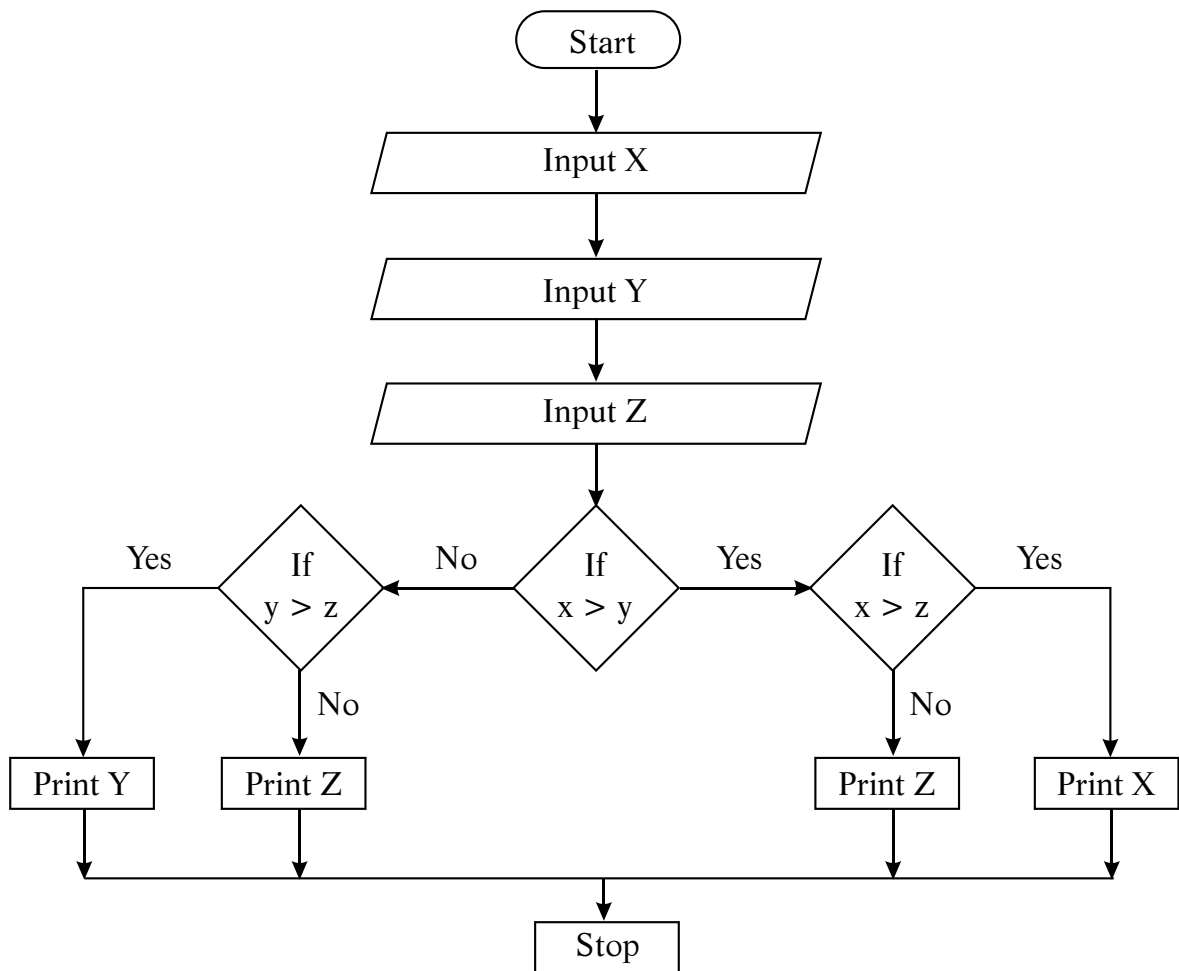 Start
Input X
Input Y
Input Z
Yes
If
y > z
No
If
x > y
Yes
If
x > z
Yes
No
No
Print Y
Print Z
Print Z
Print X
Stop